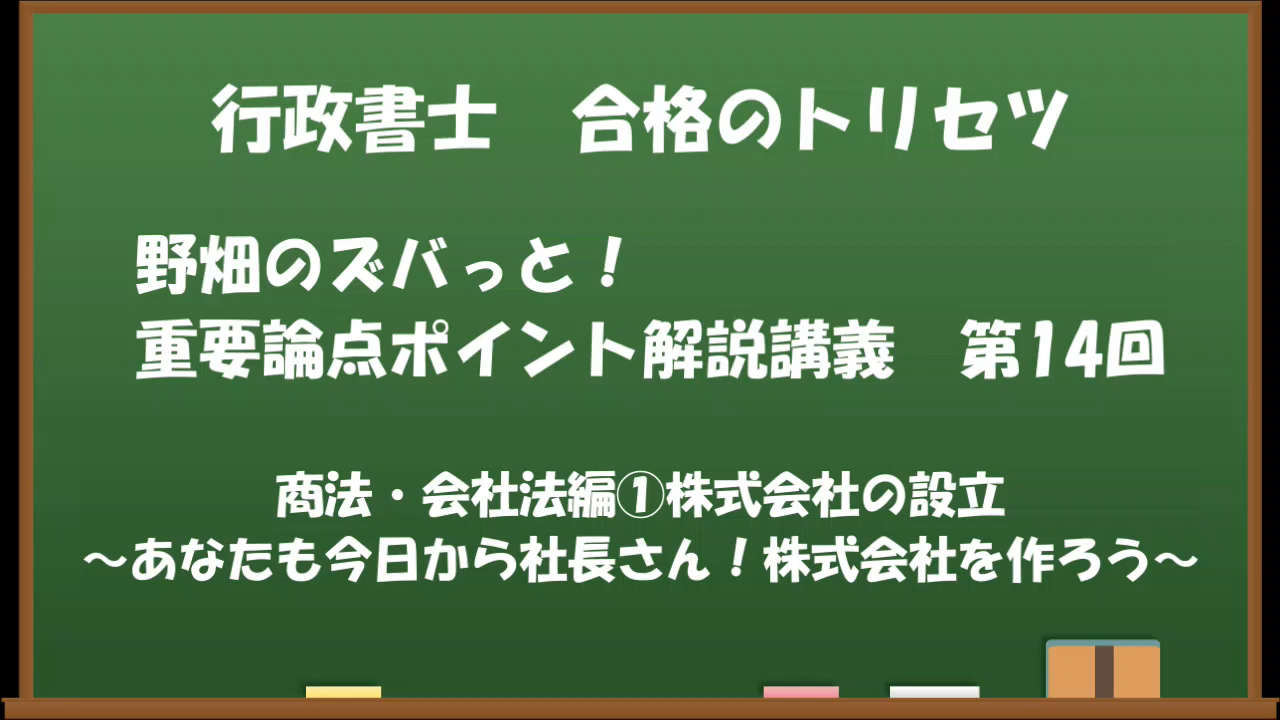 行政書士　合格のトリセツ
野畑のズバっと！
重要論点ポイント解説講義　第14回
商法・会社法編①株式会社の設立
～あなたも今日から社長さん！株式会社を作ろう～